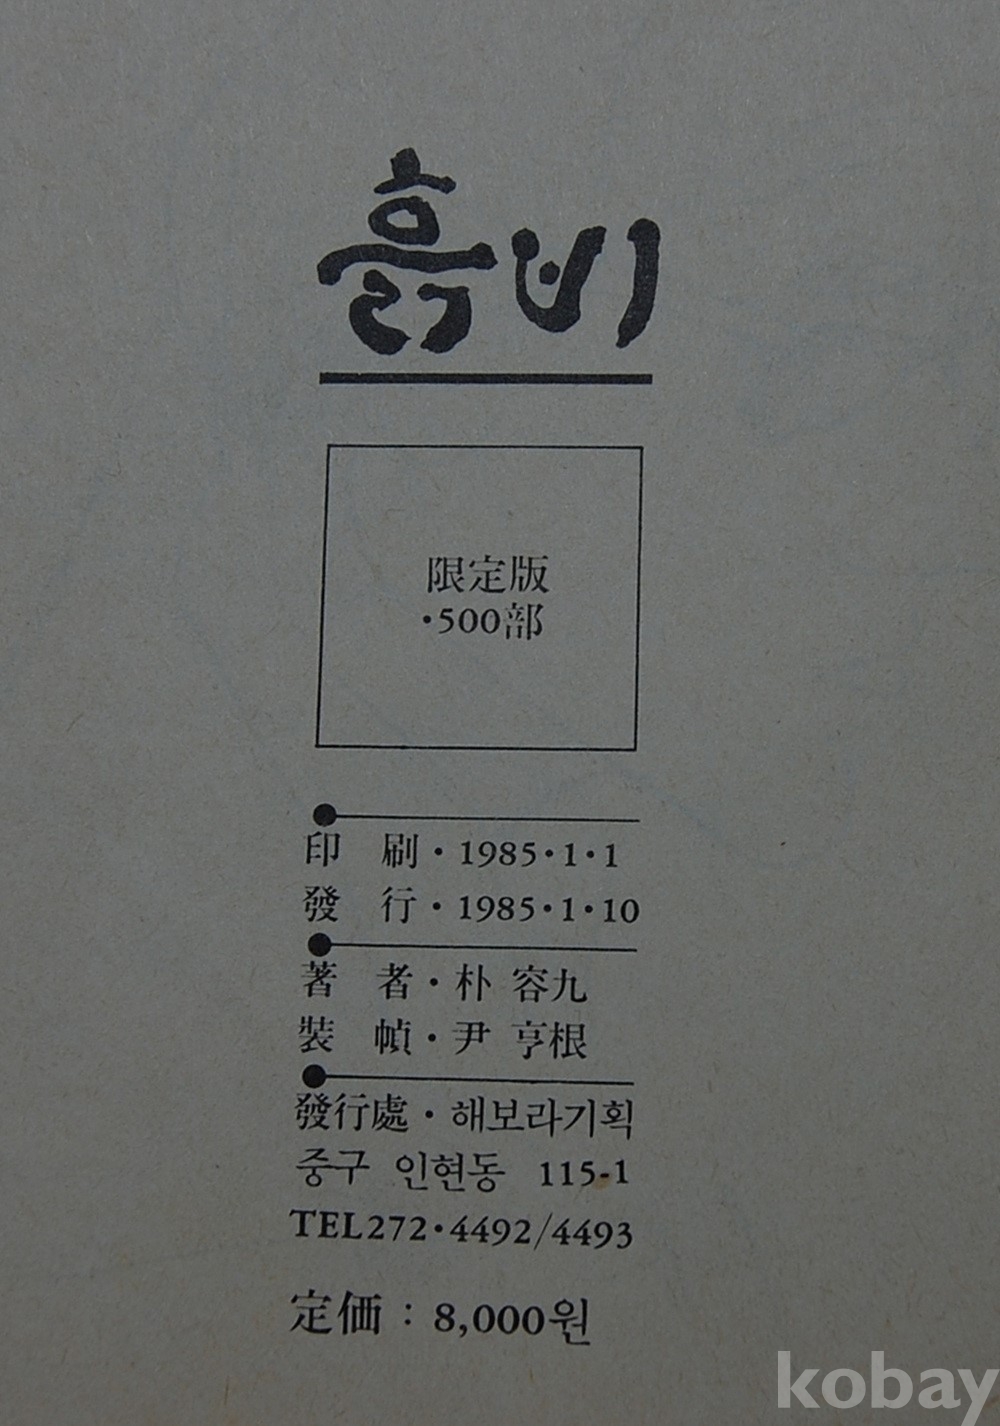 흙비
限定版
·500部
印 刷·1985·1·1
發 行·1985·1·10
著 者·朴 容九
裝 幀·尹 亨根
發行處·해보라기획
중구 인현동 115-1
TEL272·4492/4493
定価 : 8,000원
kobay